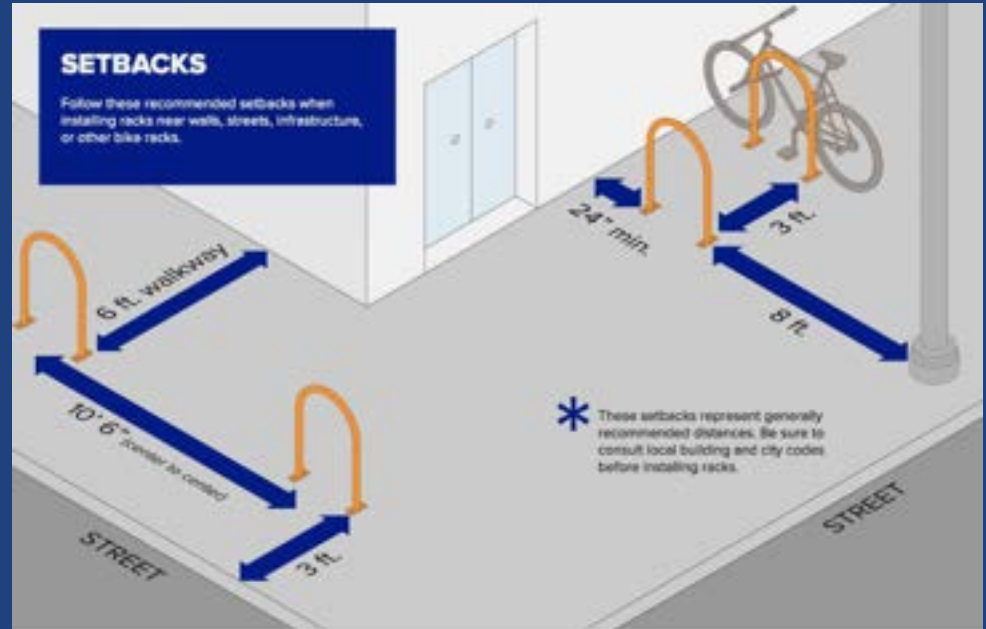 SETBACKS
Follow these recommended setbacks when
installing racks near walls, streets, infrastructure,
or other bike racks.
24" min.
3 ft.
6 ft. walkway
8 ft.
10' 6" (center to center)
* These setbacks represent generally
recommended distances. Be sure to
consult local building and city codes
before installing racks.
STREET
STREET
3 ft.